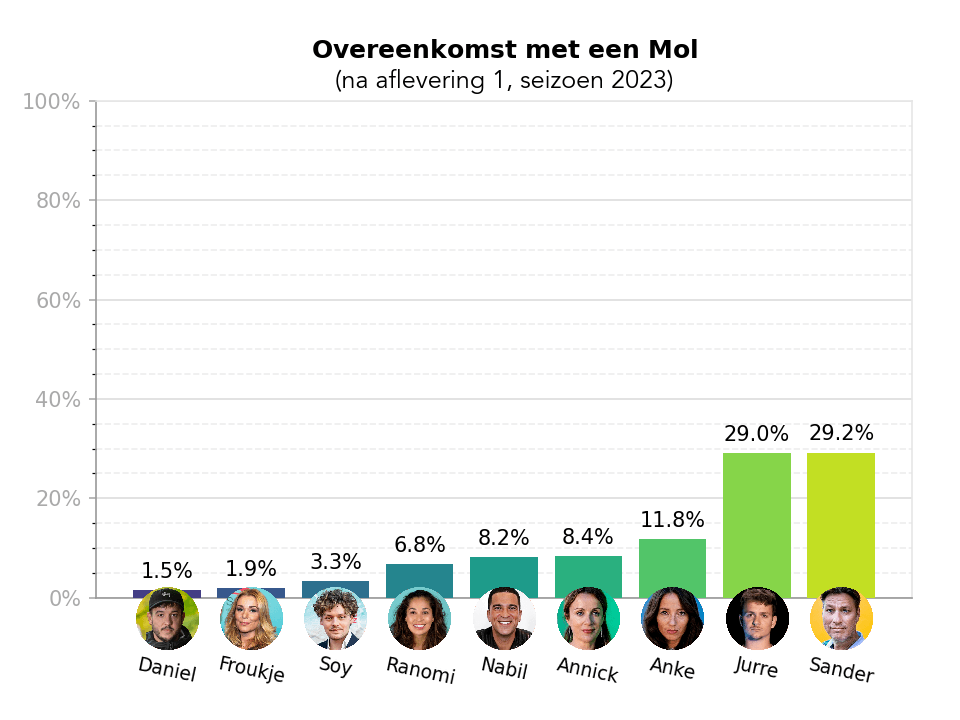 Overeenkomst met een Mol
(na aflevering 1, seizoen 2023)
100%
80%
60%
40%
20%
0%
1.5%
1.9%
3.3%
6.8%
8.2%
8.4%
11.8%
29.0%
29.2%
Daniel
Froukje
Soy
Ranomi
Nabil
Annick
Anke
Jurre
Sander